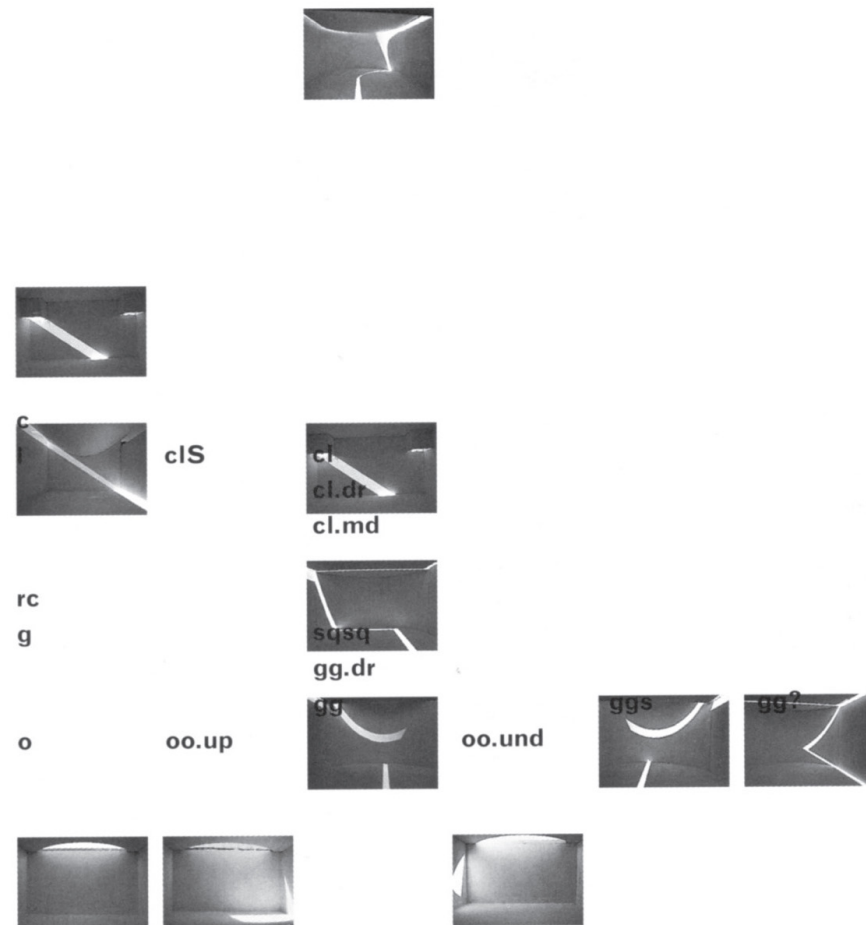 c
l
clS
cl
cl.dr
cl.md
rc
g
sqsq
gg.dr
gg
ggs
gg?
o
oo.up
oo.und